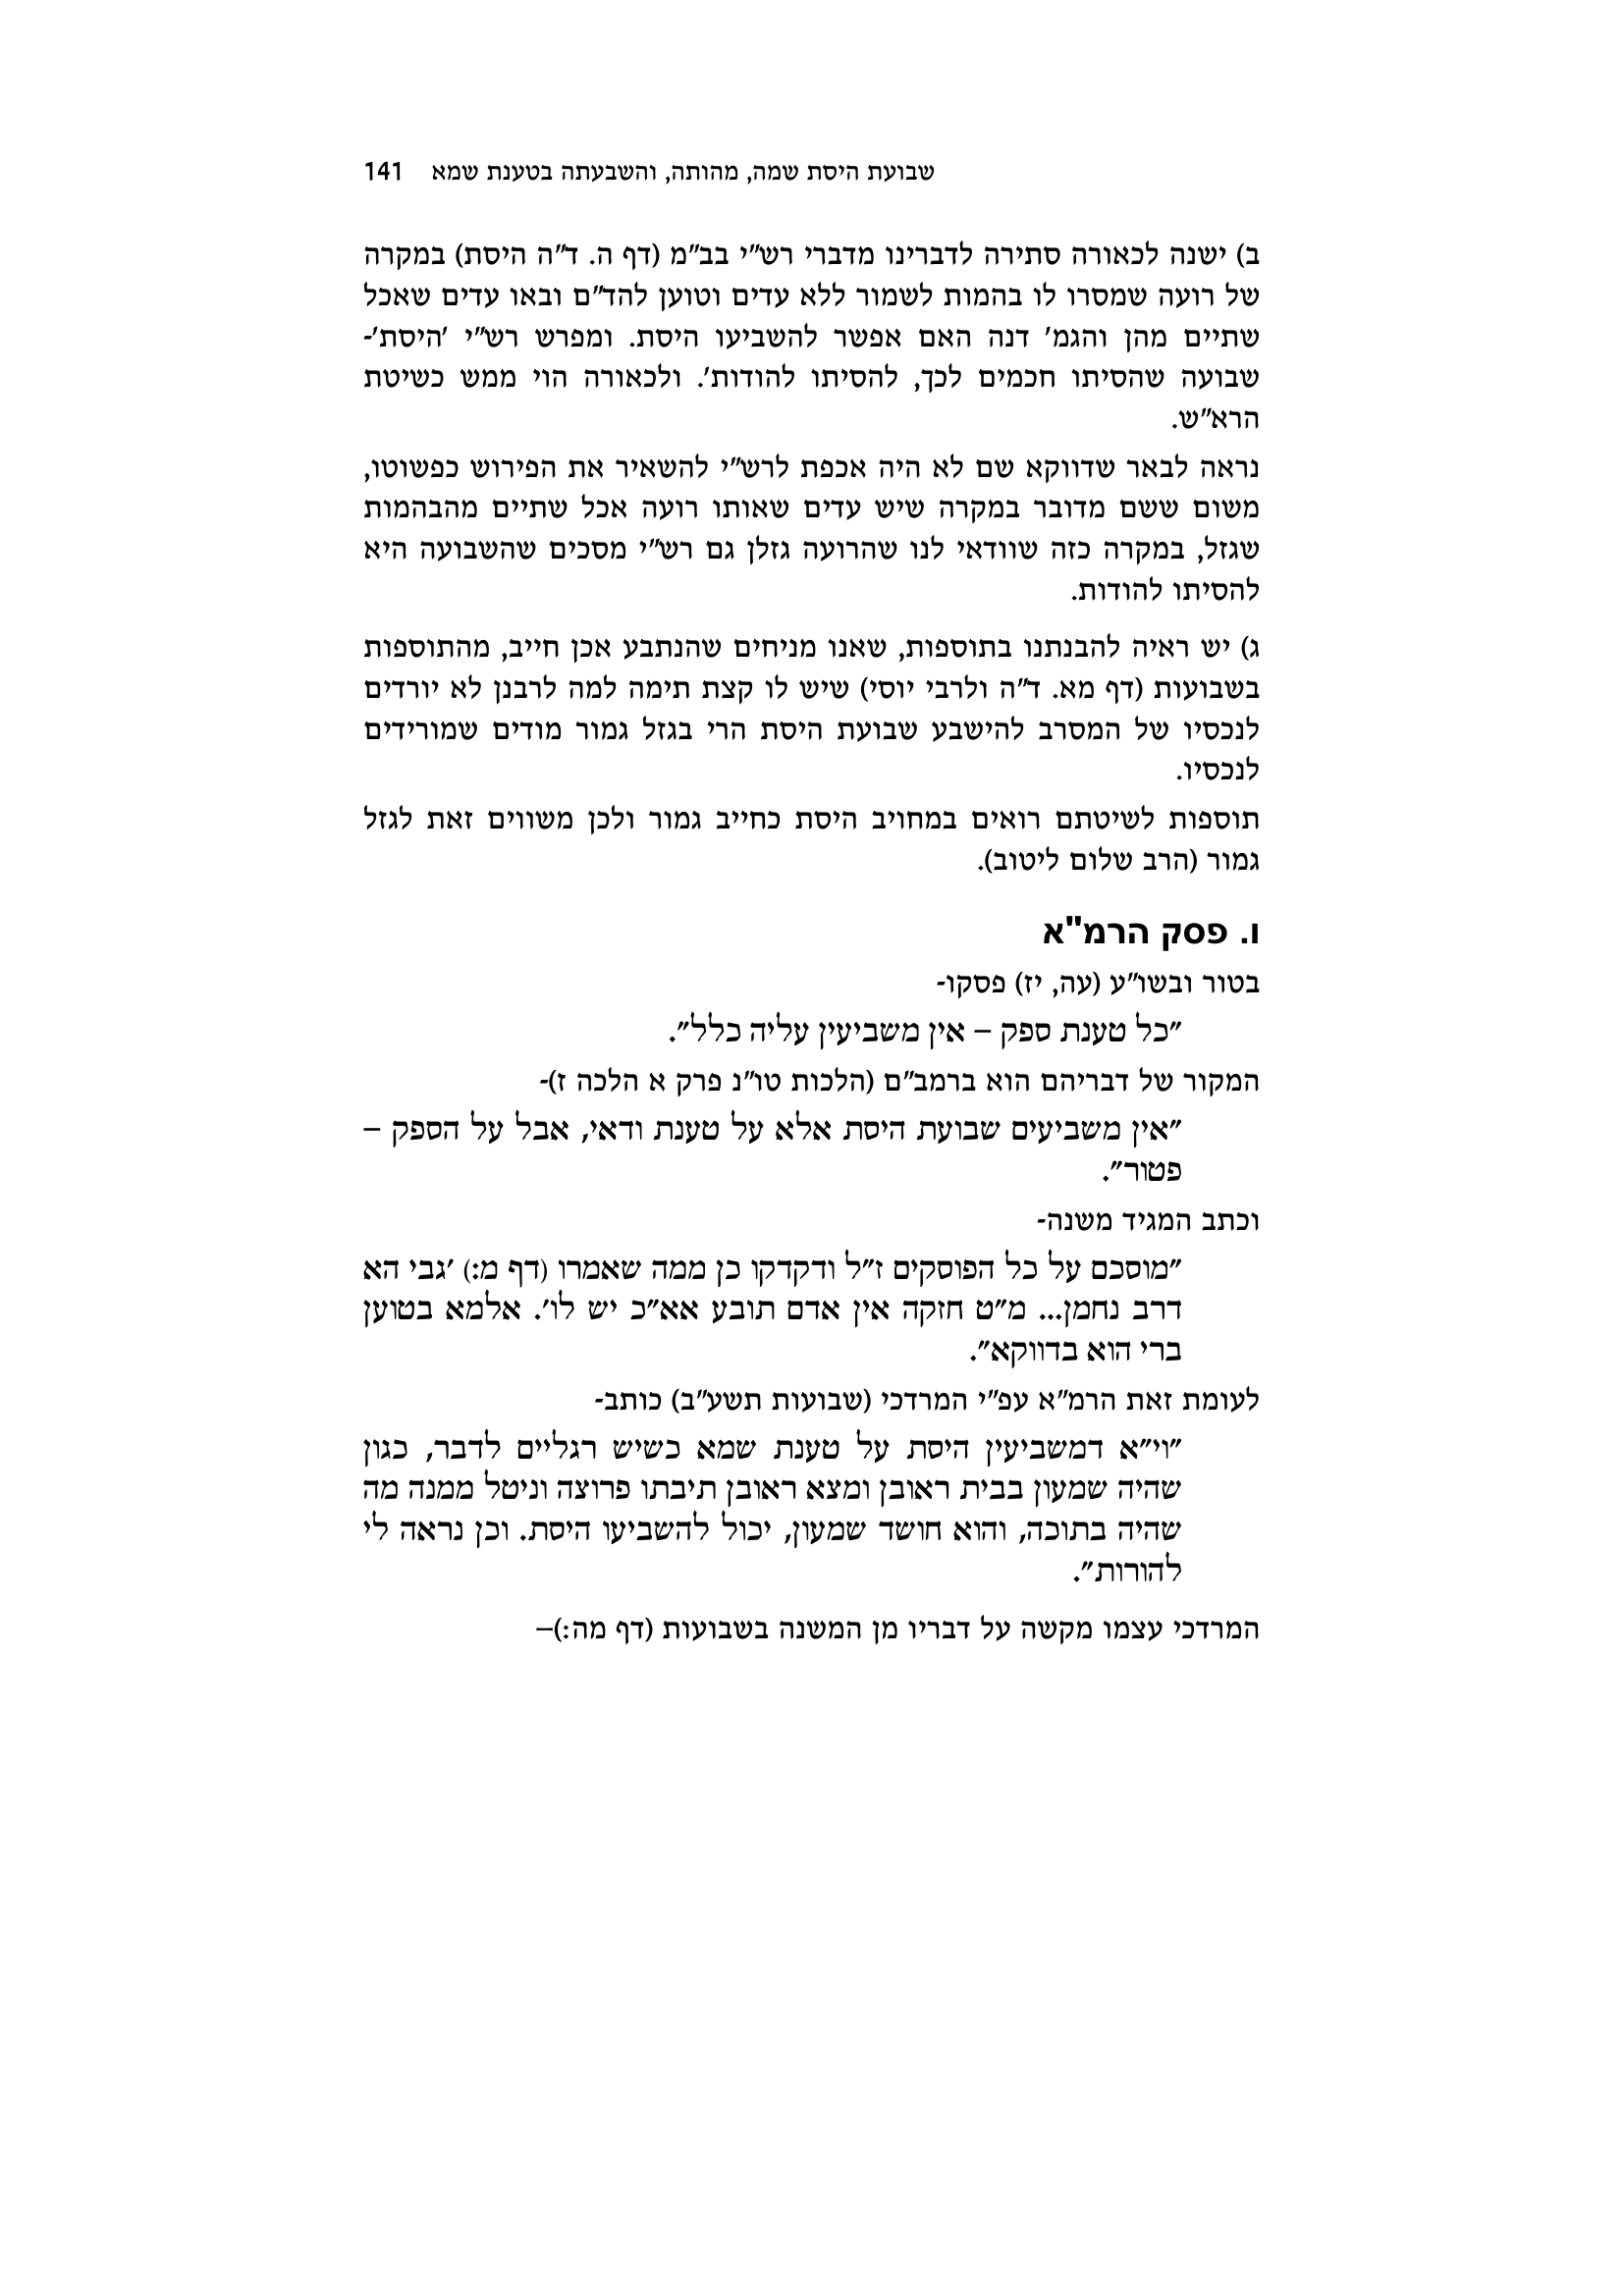 שבועת היסת שמה, מהותה, והשבעתה בטענת שמא 141
ב) ישנה לכאורה סתירה לדברינו מדברי רש״י בב״מ (דף ה. ד״ה היסת) במקרה
של רועה שמסרו לו בהמות לשמור ללא עדים וטוען להד״ם ובאו עדים שאכל
שתיים מהן והגמ׳ דנה האם אפשר להשביעו היסת. ומפרש רש״י ׳היסת׳-
שבועה שהסיתו חכמים לכך, להסיתו להודות׳. ולכאורה הוי ממש כשיטת
הרא״ש.
נראה לבאר שדווקא שם לא היה אכפת לרש״י להשאיר את הפירוש כפשוטו,
משום ששם מדובר במקרה שיש עדים שאותו רועה אכל שתיים מהבהמות
שגזל, במקרה כזה שוודאי לנו שהרועה גזלן גם רש״י מסכים שהשבועה היא
להסיתו להודות.
ג) יש ראיה להבנתנו בתוספות, שאנו מניחים שהנתבע אכן חייב, מהתוספות
בשבועות (דף מא. ד״ה ולרבי יוסי) שיש לו קצת תימה למה לרבנן לא יורדים
לנכסיו של המסרב להישבע שבועת היסת הרי בגזל גמור מודים שמורידים
לנכסיו.
תוספות לשיטתם רואים במחויב היסת כחייב גמור ולכן משווים זאת לגזל
גמור (הרב שלום ליטוב).
ו. פסק הרמ"א
בטור ובשו״ע (עה, יז) פסקו-
״כל טענת ספק – אין משביעין עליה כלל״.
המקור של דבריהם הוא ברמב״ם (הלכות טו״נ פרק א הלכה ז)-
״אין משביעים שבועת היסת אלא על טענת ודאי, אבל על הספק –
פטור״.
וכתב המגיד משנה-
״מוסכם על כל הפוסקים ז״ל ודקדקו כן ממה שאמרו (דף מ:) ׳גבי הא
דרב נחמן... מ״ט חזקה אין אדם תובע אא״כ יש לו׳. אלמא בטוען
ברי הוא בדווקא״.
לעומת זאת הרמ״א עפ״י המרדכי (שבועות תשע״ב) כותב-
״וי״א דמשביעין היסת על טענת שמא כשיש רגליים לדבר, כגון
שהיה שמעון בבית ראובן ומצא ראובן תיבתו פרוצה וניטל ממנה מה
שהיה בתוכה, והוא חושד שמעון, יכול להשביעו היסת. וכן נראה לי
להורות״.
המרדכי עצמו מקשה על דבריו מן המשנה בשבועות (דף מה:)–